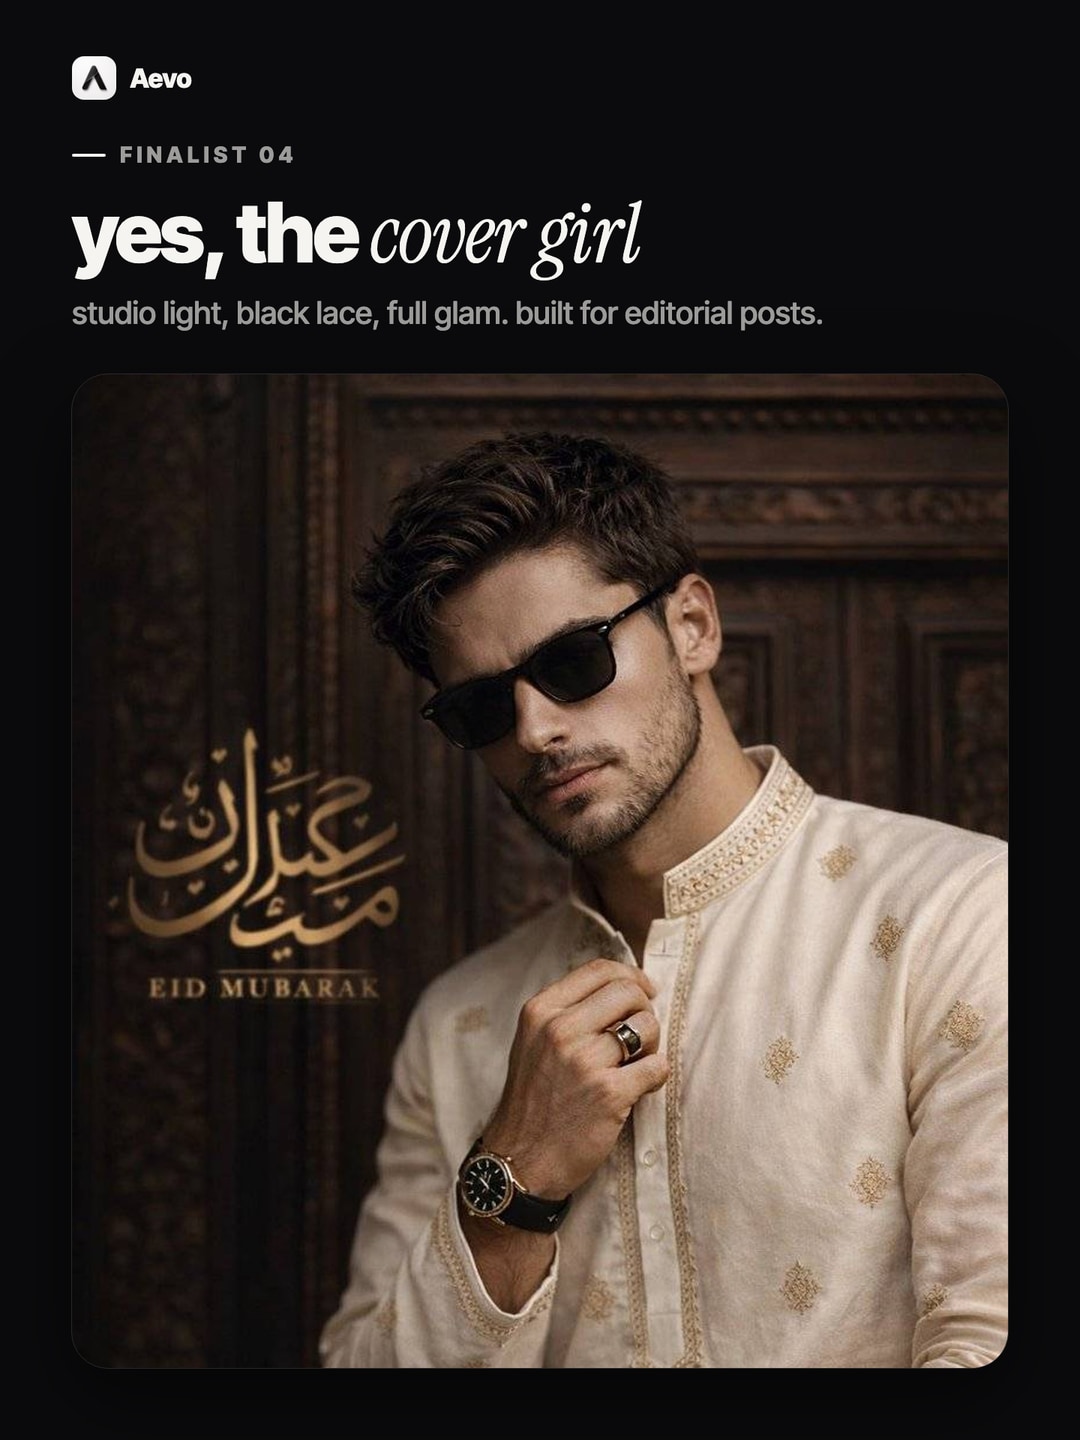 Aevo
FINALIST 04
yes, the cover girl
studio light, black lace, full glam. built for editorial posts.
EID MUBARAK